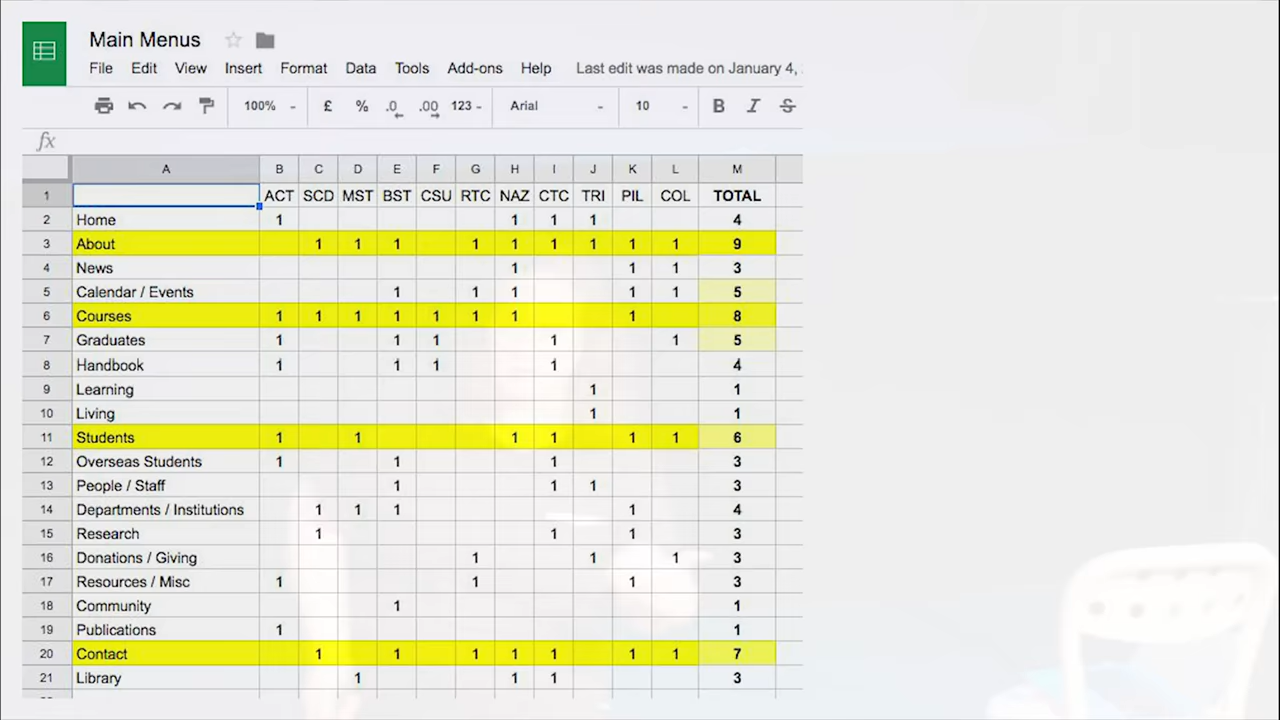 Main Menus
File Edit View Insert Format Data Tools Add-ons Help Last edit was made on January 4,
100% £ % .0 .00 123 Arial 10 B I S
fx
A B C D E F G H I J K L M
1 ACT SCD MST BST CSU RTC NAZ CTC TRI PIL COL TOTAL
2 Home 1 1 1 1 4
3 About 1 1 1 1 1 1 1 1 1 9
4 News 1 1 1 3
5 Calendar / Events 1 1 1 1 1 5
6 Courses 1 1 1 1 1 1 1 1 8
7 Graduates 1 1 1 1 1 5
8 Handbook 1 1 1 1 4
9 Learning 1 1
10 Living 1 1
11 Students 1 1 1 1 1 1 6
12 Overseas Students 1 1 1 3
13 People / Staff 1 1 1 3
14 Departments / Institutions 1 1 1 1 4
15 Research 1 1 1 3
16 Donations / Giving 1 1 1 3
17 Resources / Misc 1 1 1 3
18 Community 1 1
19 Publications 1 1
20 Contact 1 1 1 1 1 1 1 7
21 Library 1 1 1 3